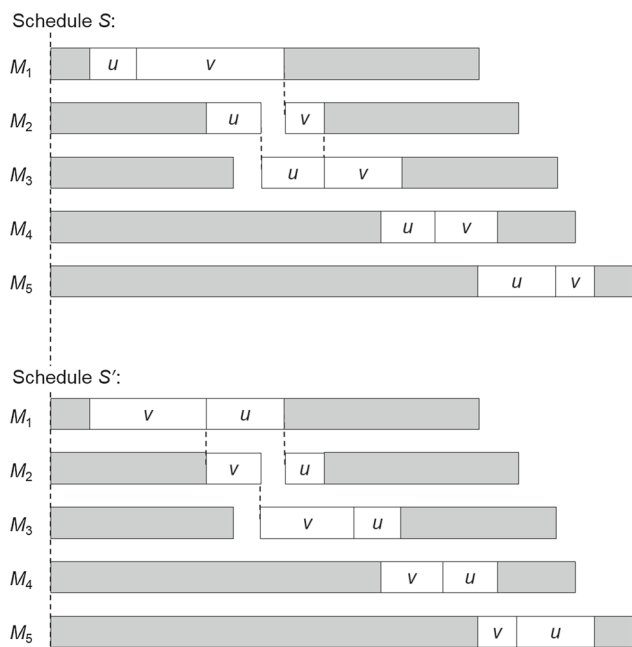 Schedule S:
M1 u v
M2 u v
M3 u v
M4 u v
M5 u v
Schedule S′:
M1 v u
M2 v u
M3 v u
M4 v u
M5 v u